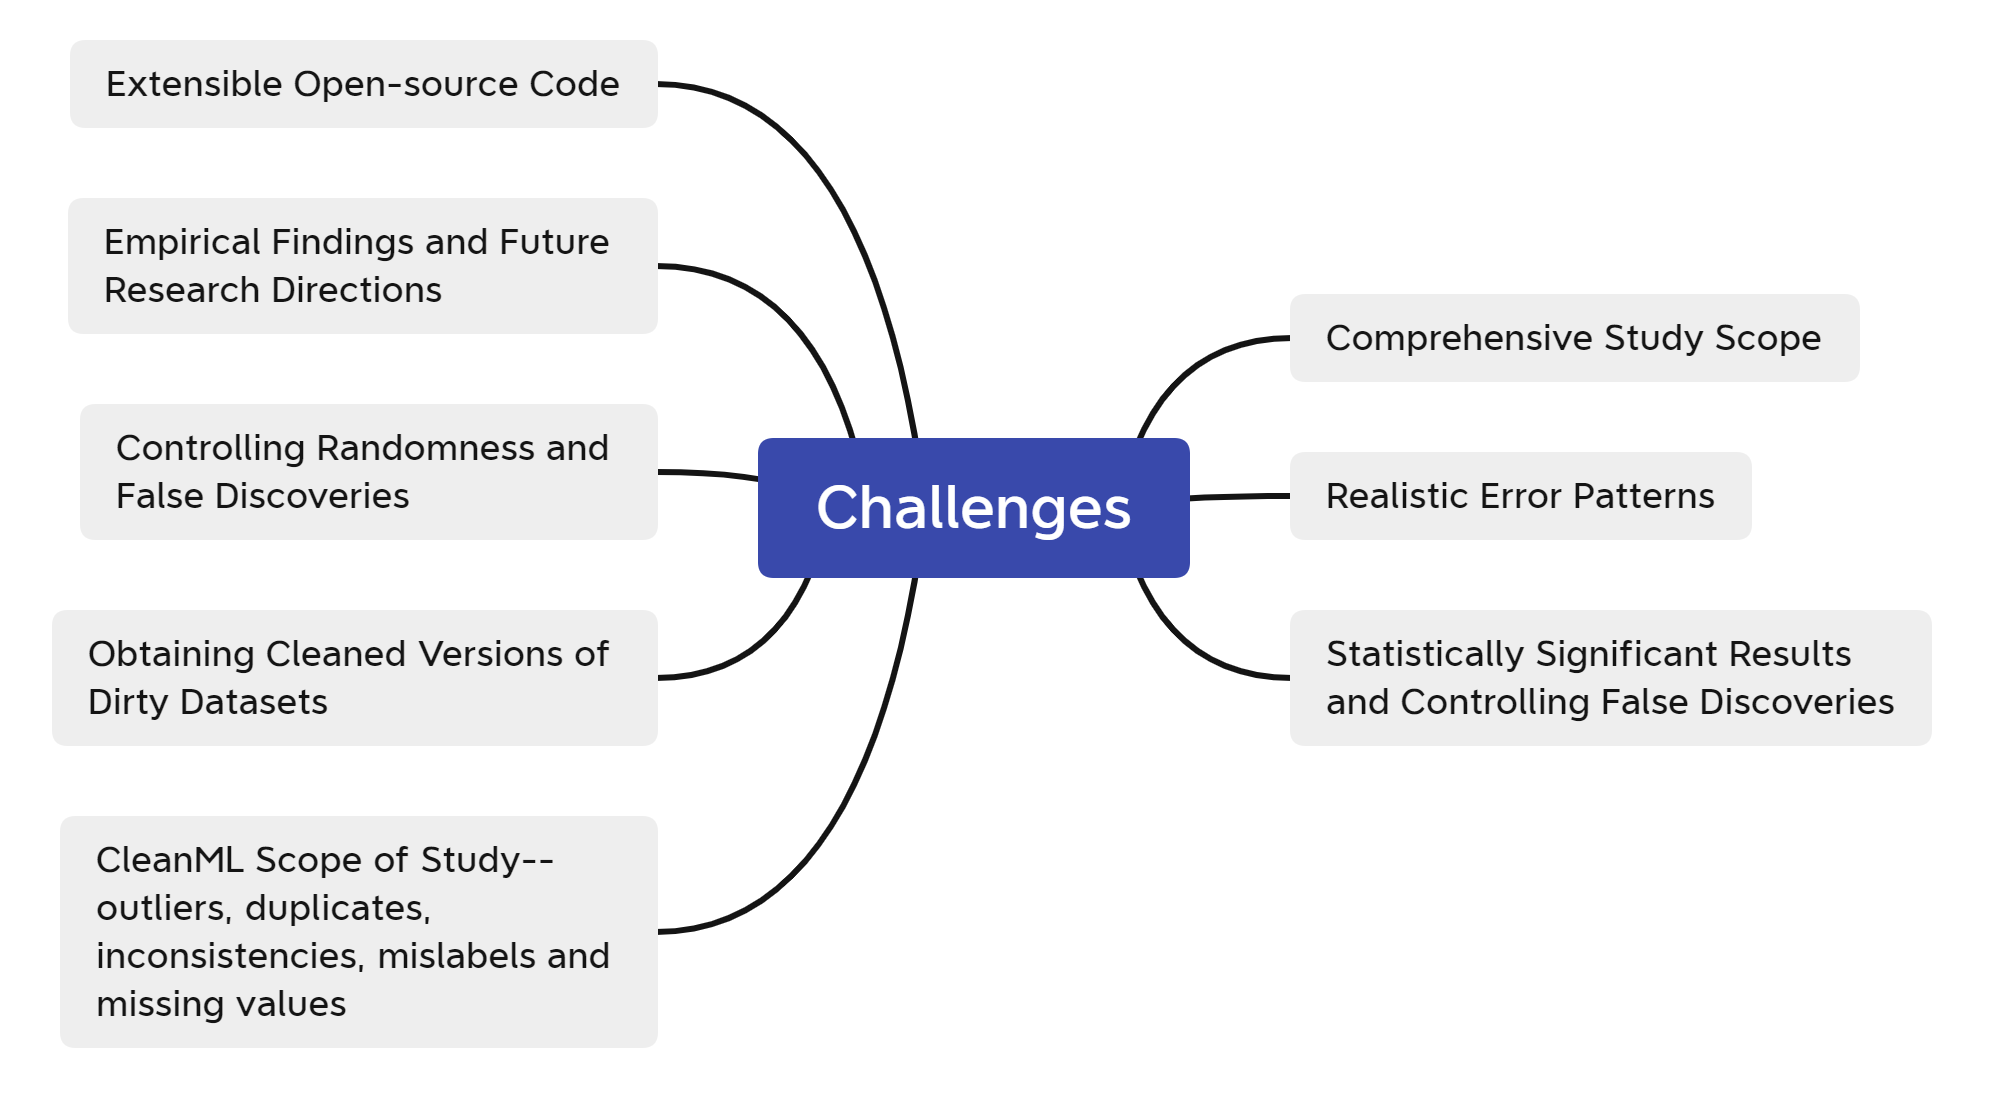 Extensible Open-source Code
Empirical Findings and Future
Research Directions
Controlling Randomness and
False Discoveries
Obtaining Cleaned Versions of
Dirty Datasets
CleanML Scope of Study--
outliers, duplicates,
inconsistencies, mislabels and
missing values
Challenges
Comprehensive Study Scope
Realistic Error Patterns
Statistically Significant Results
and Controlling False Discoveries